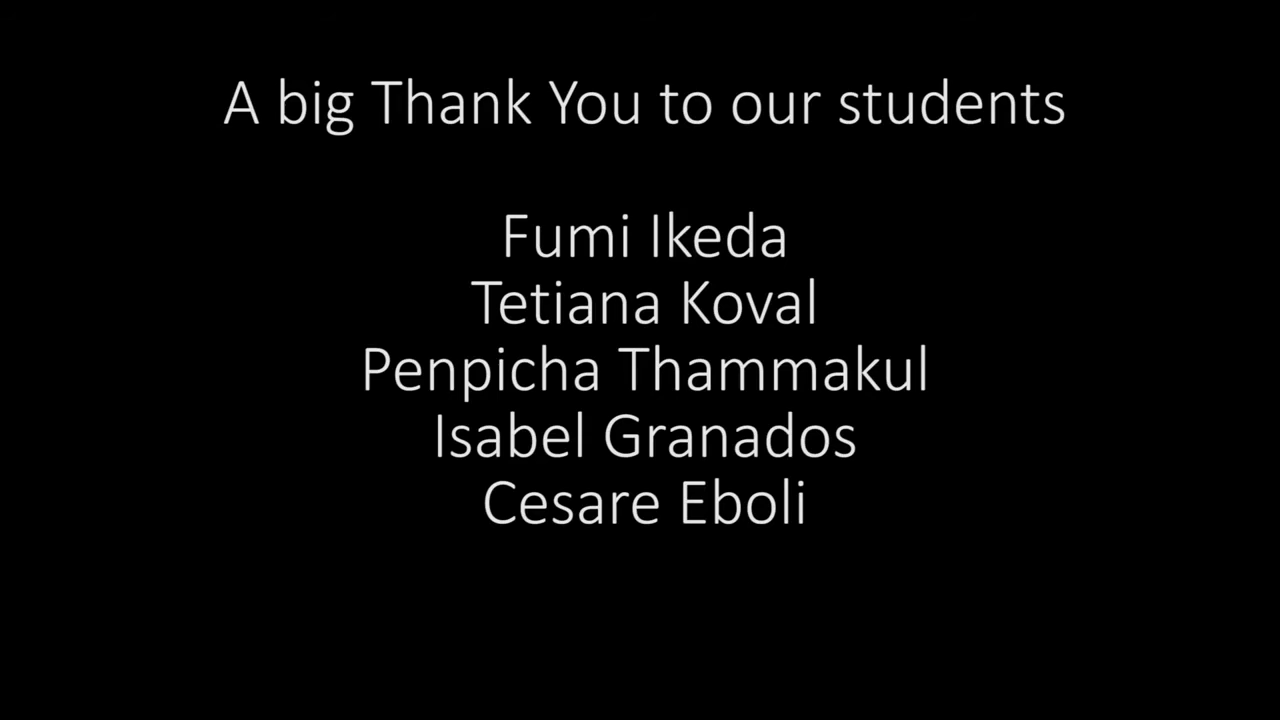 A big Thank You to our students
Fumi Ikeda
Tetiana Koval
Penpicha Thammakul
Isabel Granados
Cesare Eboli